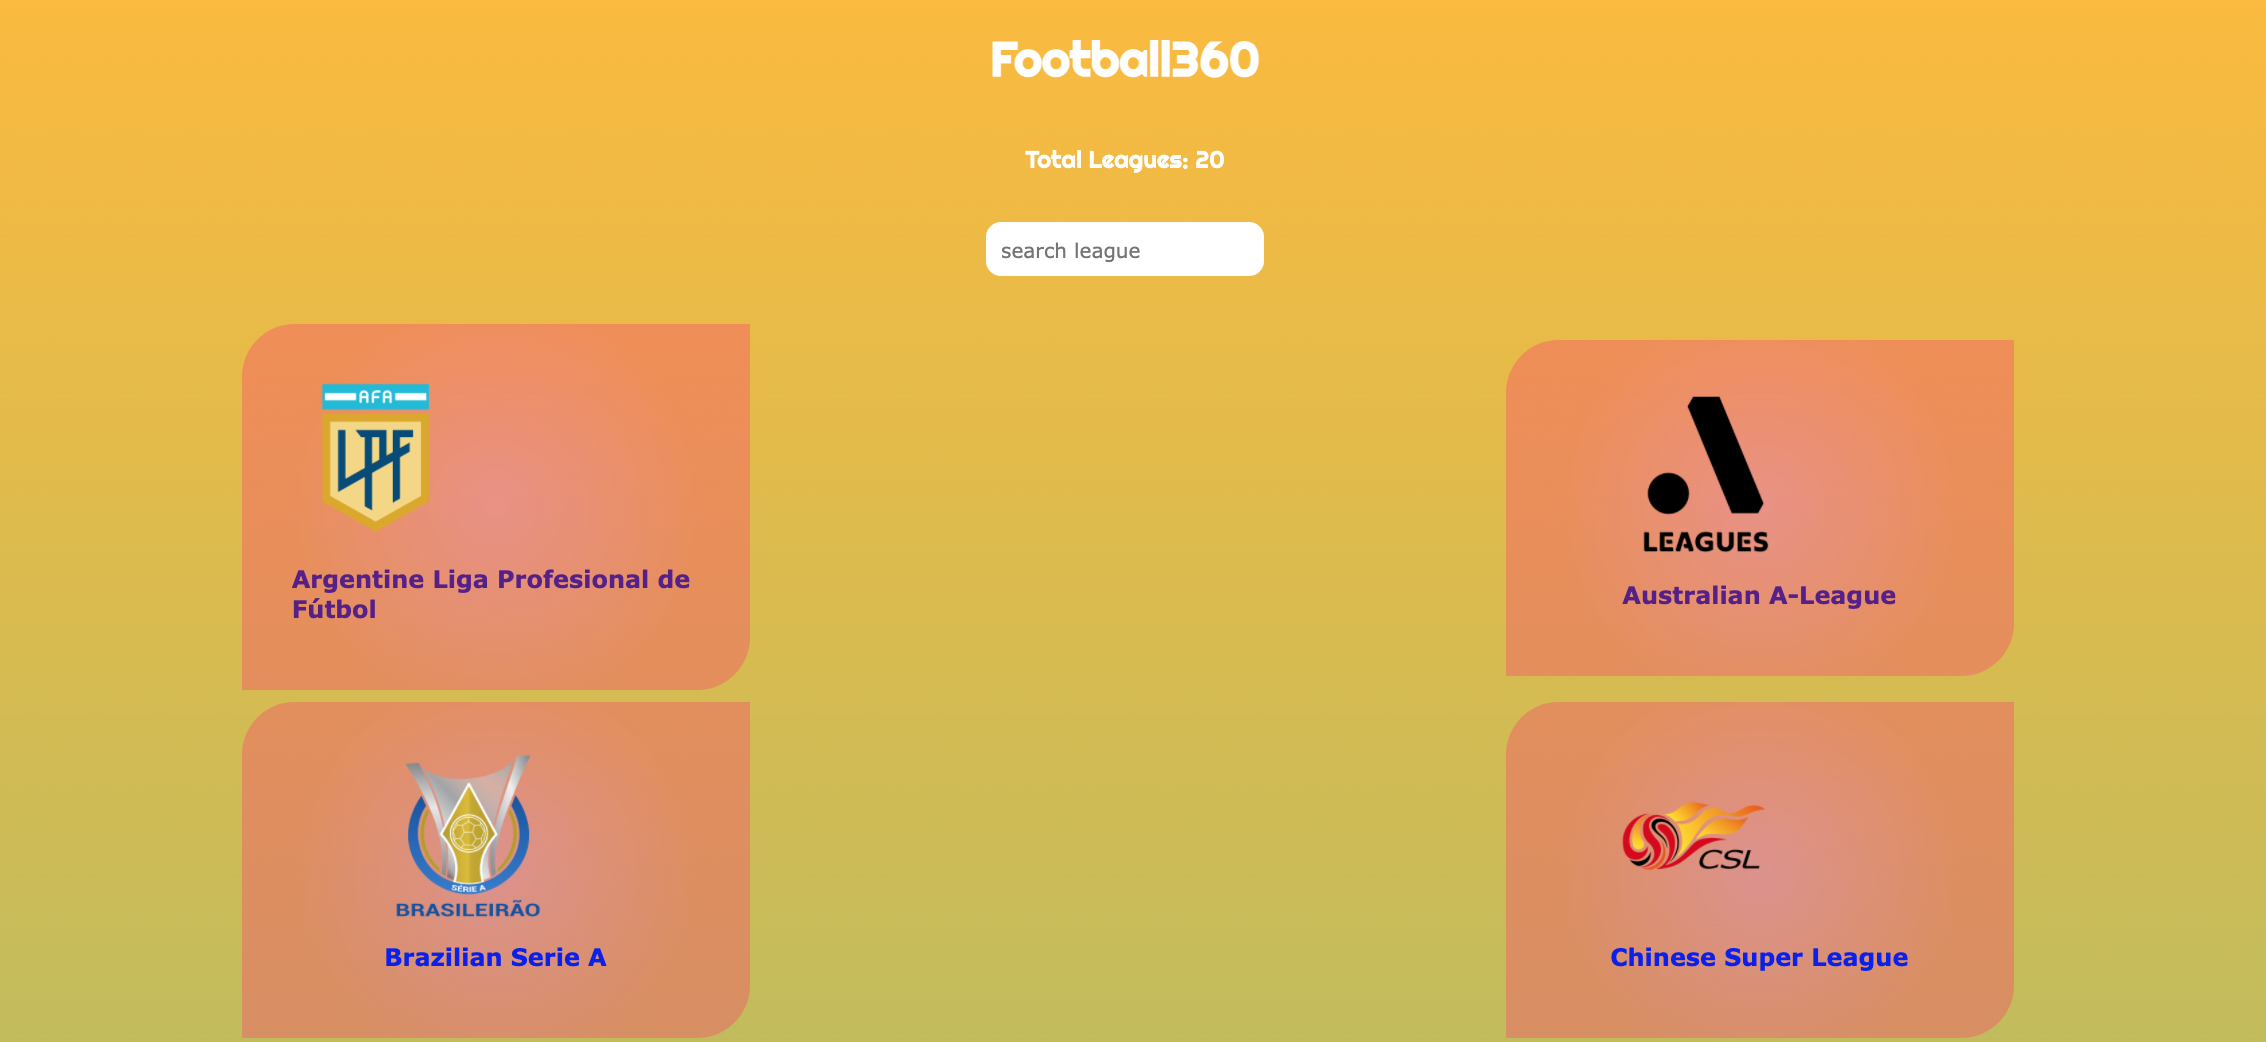 Football360
Total Leagues: 20
search league
AFA
LPF
Argentine Liga Profesional de
Fútbol
LEAGUES
Australian A-League
SÉRIE A
BRASILEIRÃO
Brazilian Serie A
CSL
Chinese Super League